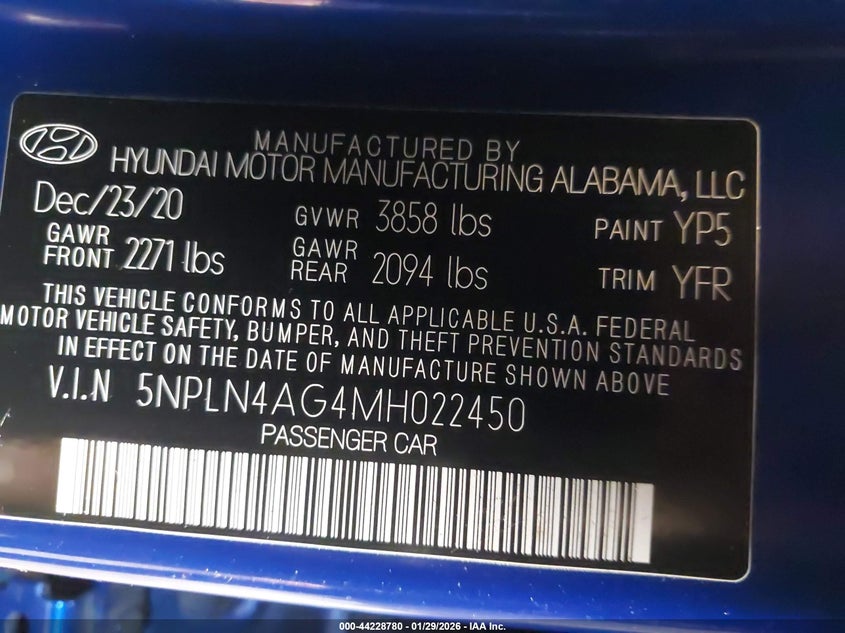 MANUFACTURED BY
HYUNDAI MOTOR MANUFACTURING ALABAMA, LLC
Dec/23/20 GVWR 3858 lbs PAINT YP5
GAWR FRONT 2271 lbs GAWR REAR 2094 lbs TRIM YFR
THIS VEHICLE CONFORMS TO ALL APPLICABLE U.S.A. FEDERAL
MOTOR VEHICLE SAFETY, BUMPER, AND THEFT PREVENTION STANDARDS
IN EFFECT ON THE DATE OF MANUFACTURE SHOWN ABOVE
V.I.N 5NPLN4AG4MH022450
PASSENGER CAR
000-44228780 - 01/29/2026 - IAA Inc.